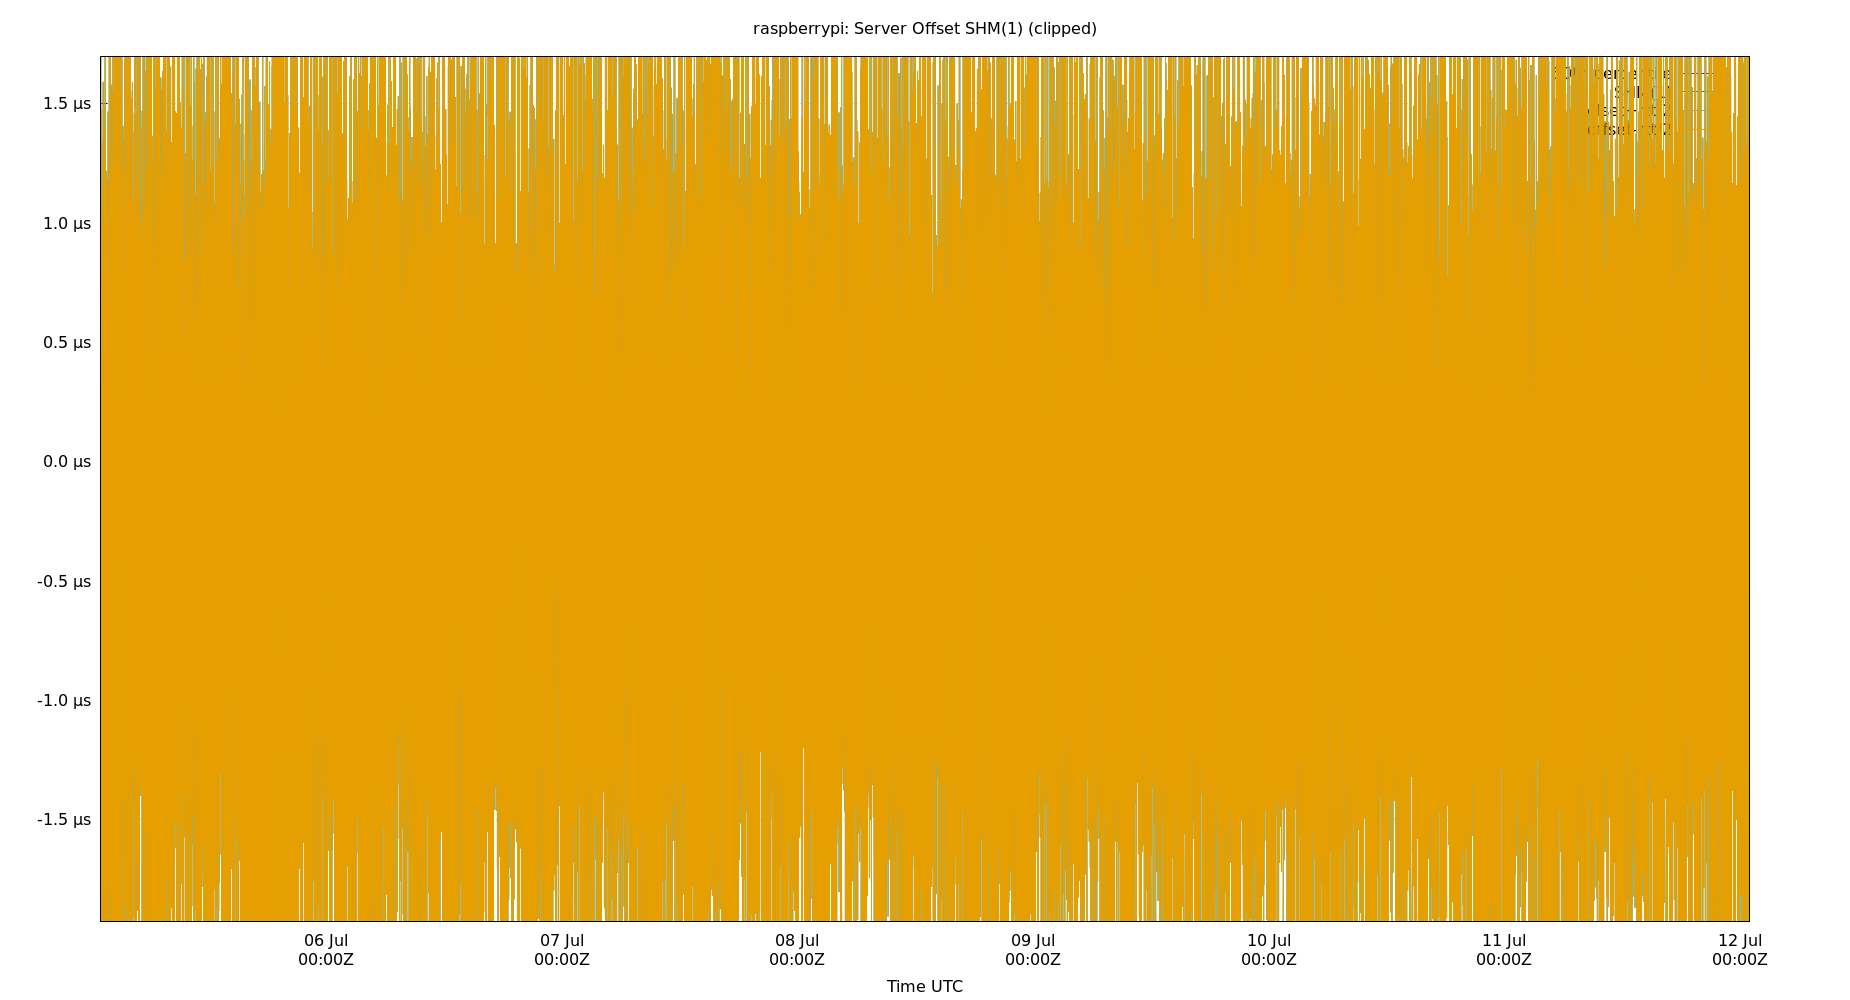 raspberrypi: Server Offset SHM(1) (clipped)
1.5 µs
1.0 µs
0.5 µs
0.0 µs
-0.5 µs
-1.0 µs
-1.5 µs
06 Jul 07 Jul 08 Jul 09 Jul 10 Jul 11 Jul 12 Jul
00:00Z 00:00Z 00:00Z 00:00Z 00:00Z 00:00Z 00:00Z
Time UTC